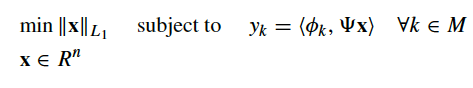 min ‖x‖_{L_1} subject to y_k = ⟨ϕ_k, Ψx⟩ ∀k ∈ M
x ∈ R^n